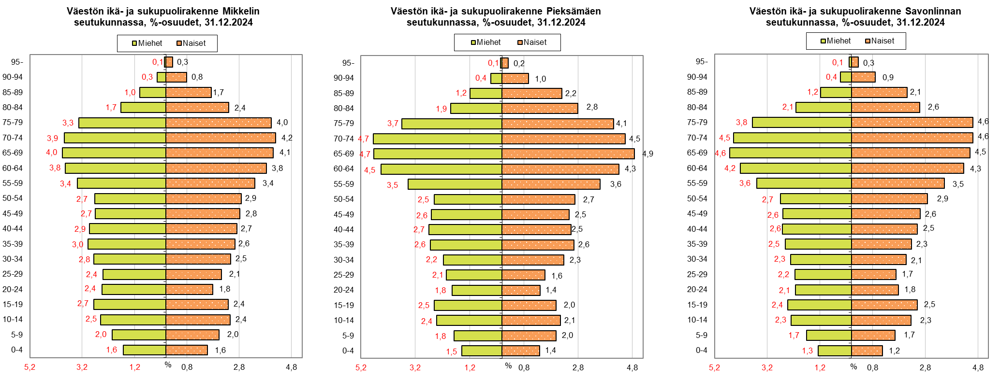 Väestön ikä- ja sukupuolirakenne Mikkelin
seutukunnassa, %-osuudet, 31.12.2024
Miehet Naiset
95- 0,1 0,3
90-94 0,3 0,8
85-89 1,0 1,7
80-84 1,7 2,4
75-79 3,3 4,0
70-74 3,9 4,2
65-69 4,0 4,1
60-64 3,8 3,8
55-59 3,4 3,4
50-54 2,7 2,9
45-49 2,7 2,8
40-44 2,9 2,7
35-39 3,0 2,6
30-34 2,8 2,5
25-29 2,4 2,1
20-24 2,4 1,8
15-19 2,7 2,4
10-14 2,5 2,4
5-9 2,0 2,0
0-4 1,6 1,6
5,2 3,2 1,2 % 0,8 2,8 4,8
Väestön ikä- ja sukupuolirakenne Pieksämäen
seutukunnassa, %-osuudet, 31.12.2024
Miehet Naiset
95- 0,1 0,2
90-94 0,4 1,0
85-89 1,2 2,2
80-84 1,9 2,8
75-79 3,7 4,1
70-74 4,7 4,5
65-69 4,7 4,9
60-64 4,5 4,3
55-59 3,5 3,6
50-54 2,5 2,7
45-49 2,6 2,5
40-44 2,7 2,5
35-39 2,6 2,6
30-34 2,2 2,3
25-29 2,1 1,6
20-24 1,8 1,4
15-19 2,5 2,0
10-14 2,4 2,1
5-9 1,8 2,0
0-4 1,5 1,4
5,2 3,2 1,2 % 0,8 2,8 4,8
Väestön ikä- ja sukupuolirakenne Savonlinnan
seutukunnassa, %-osuudet, 31.12.2024
Miehet Naiset
95- 0,1 0,3
90-94 0,4 0,9
85-89 1,2 2,1
80-84 2,1 2,6
75-79 3,8 4,6
70-74 4,5 4,6
65-69 4,6 4,5
60-64 4,2 4,3
55-59 3,6 3,5
50-54 2,7 2,9
45-49 2,6 2,6
40-44 2,6 2,5
35-39 2,5 2,3
30-34 2,3 2,1
25-29 2,2 1,7
20-24 2,1 1,8
15-19 2,4 2,5
10-14 2,3 2,3
5-9 1,7 1,7
0-4 1,3 1,2
5,2 3,2 1,2 % 0,8 2,8 4,8